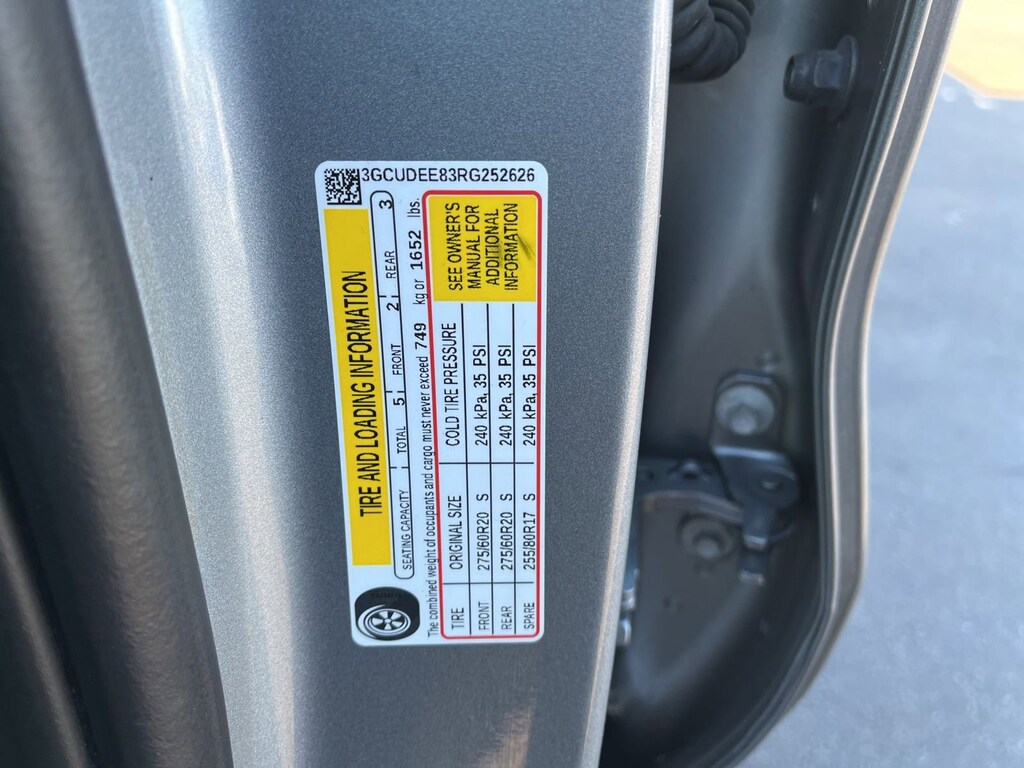 3GCUDEE83RG252626
TIRE AND LOADING INFORMATION
SEATING CAPACITY TOTAL 5 FRONT 2 REAR 3
The combined weight of occupants and cargo must never exceed 749 kg or 1652 lbs.
TIRE ORIGINAL SIZE COLD TIRE PRESSURE
FRONT 275/60R20 S 240 kPa, 35 PSI
REAR 275/60R20 S 240 kPa, 35 PSI
SPARE 255/80R17 S 240 kPa, 35 PSI
SEE OWNER'S
MANUAL FOR
ADDITIONAL
INFORMATION